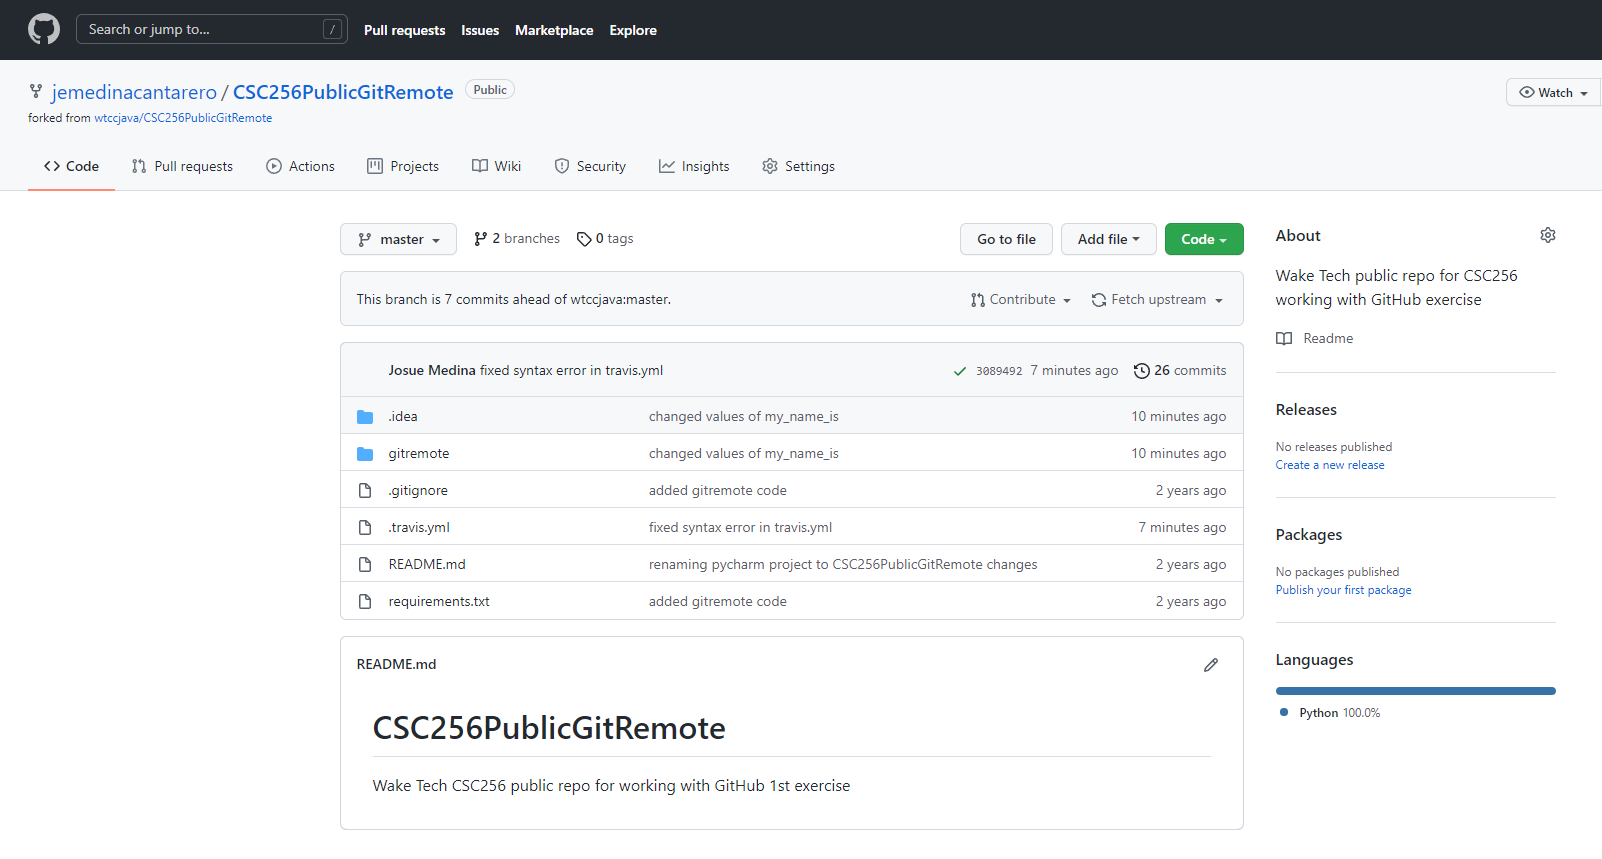 Search or jump to... / Pull requests Issues Marketplace Explore
jemedinacantarero / CSC256PublicGitRemote Public Watch
forked from wtccjava/CSC256PublicGitRemote
Code Pull requests Actions Projects Wiki Security Insights Settings
master 2 branches 0 tags Go to file Add file Code
This branch is 7 commits ahead of wtccjava:master. Contribute Fetch upstream
Josue Medina fixed syntax error in travis.yml 3089492 7 minutes ago 26 commits
.idea changed values of my_name_is 10 minutes ago
gitremote changed values of my_name_is 10 minutes ago
.gitignore added gitremote code 2 years ago
.travis.yml fixed syntax error in travis.yml 7 minutes ago
README.md renaming pycharm project to CSC256PublicGitRemote changes 2 years ago
requirements.txt added gitremote code 2 years ago
README.md
CSC256PublicGitRemote
Wake Tech CSC256 public repo for working with GitHub 1st exercise
About
Wake Tech public repo for CSC256
working with GitHub exercise
Readme
Releases
No releases published
Create a new release
Packages
No packages published
Publish your first package
Languages
Python 100.0%